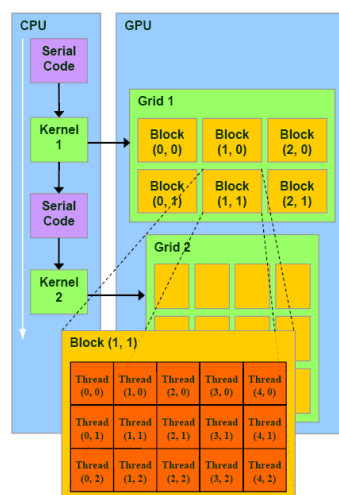 CPU
GPU
Serial
Code
Kernel
1
Serial
Code
Kernel
2
Grid 1
Block
(0, 0)
Block
(1, 0)
Block
(2, 0)
Block
(0, 1)
Block
(1, 1)
Block
(2, 1)
Grid 2
Block (1, 1)
Thread
(0, 0)
Thread
(1, 0)
Thread
(2, 0)
Thread
(3, 0)
Thread
(4, 0)
Thread
(0, 1)
Thread
(1, 1)
Thread
(2, 1)
Thread
(3, 1)
Thread
(4, 1)
Thread
(0, 2)
Thread
(1, 2)
Thread
(2, 2)
Thread
(3, 2)
Thread
(4, 2)